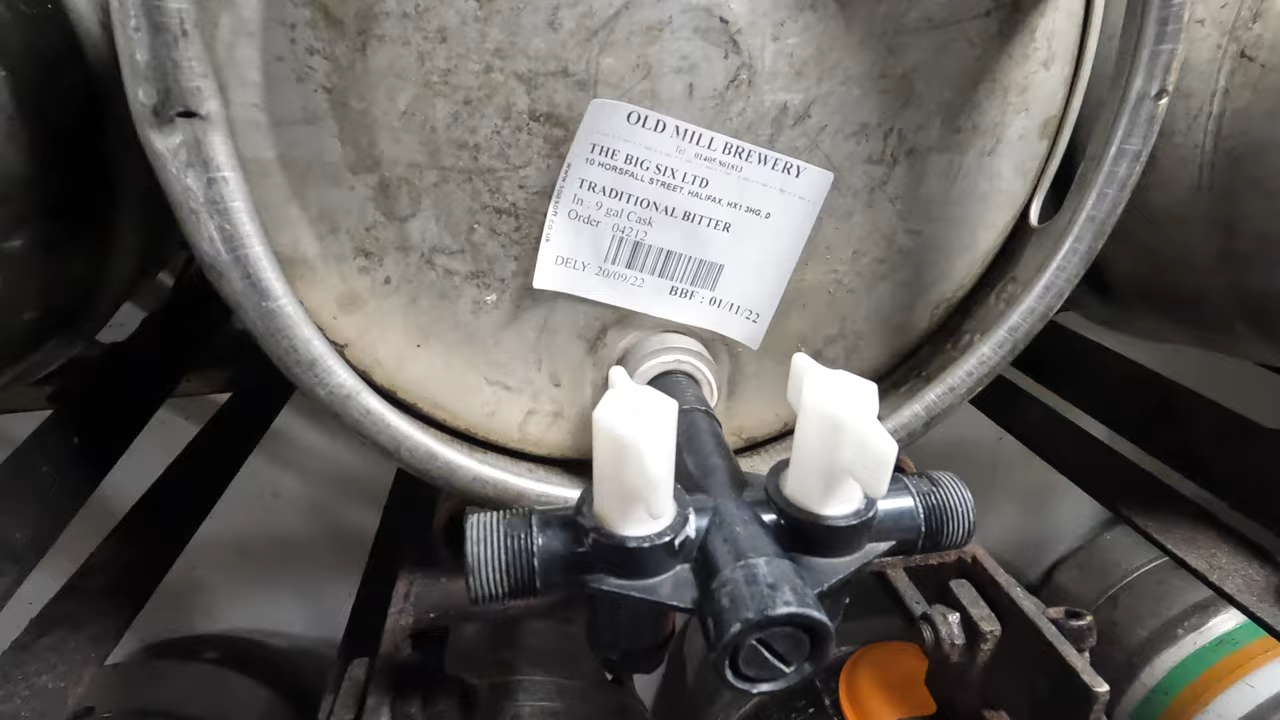 OLD MILL BREWERY
Tel : 01405 861813
THE BIG SIX LTD
10 HORSFALL STREET, HALIFAX, HX1 3HG, 0
TRADITIONAL BITTER
In : 9 gal Cask
Order : 04212
DELY: 20/09/22
BBF : 01/11/22